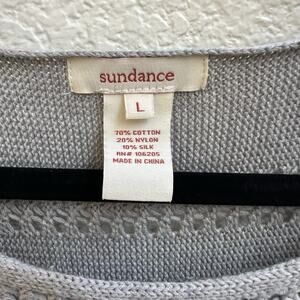 sundance
L
70% COTTON
20% NYLON
10% SILK
RN# 106205
MADE IN CHINA